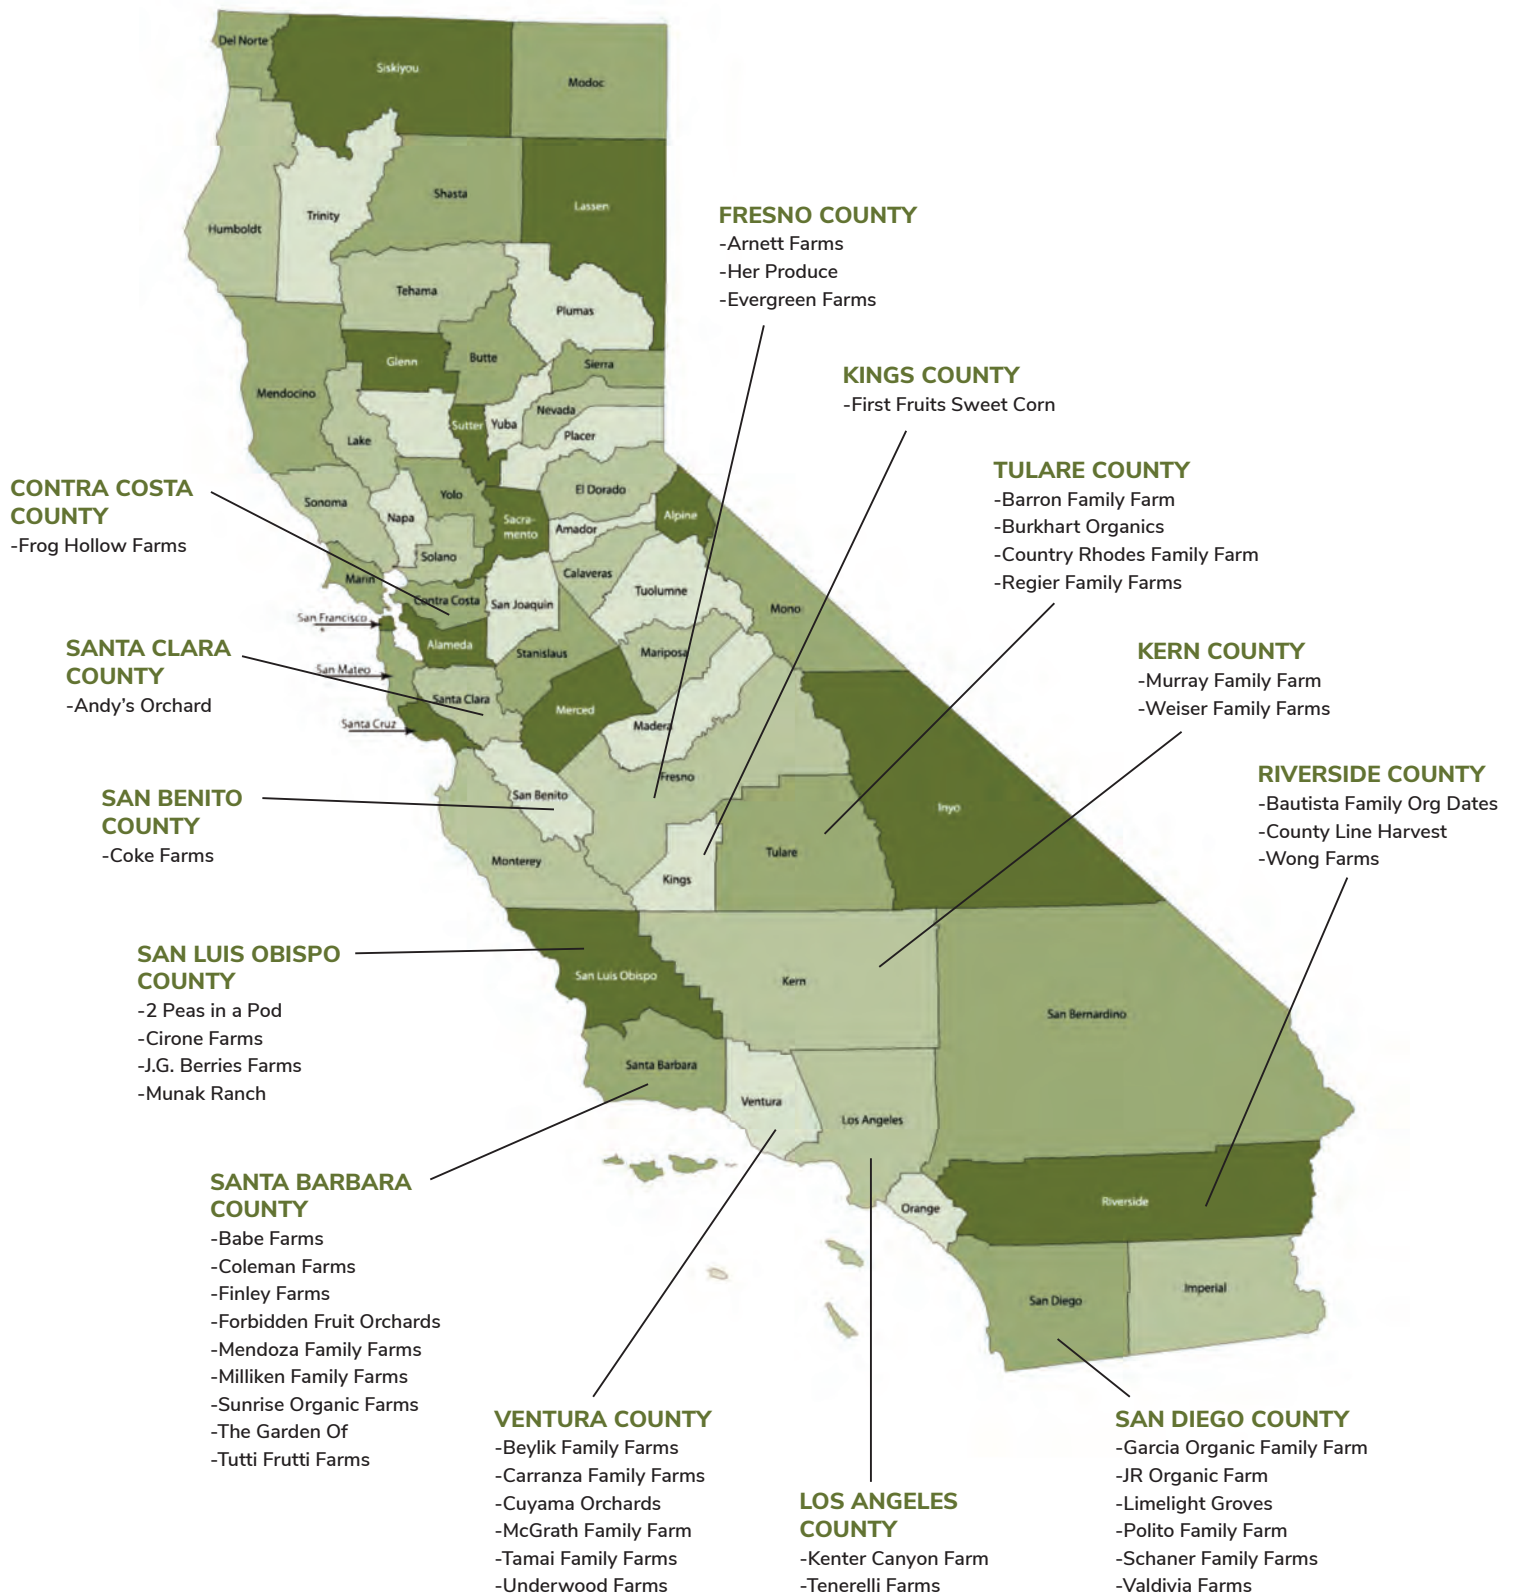 Del Norte
Siskiyou
Modoc
Humboldt
Trinity
Shasta
Lassen
Tehama
Plumas
Glenn
Butte
Sierra
Mendocino
Lake
Sutter
Yuba
Nevada
Placer
Sonoma
Napa
Yolo
Sacra-
mento
El Dorado
Amador
Alpine
Solano
Marin
Contra Costa
San Joaquin
Calaveras
Tuolumne
Mono
San Francisco
Alameda
Stanislaus
Mariposa
San Mateo
Santa Clara
Santa Cruz
Merced
Madera
Fresno
San Benito
Monterey
Kings
Tulare
Inyo
San Luis Obispo
Kern
San Bernardino
Santa Barbara
Ventura
Los Angeles
Orange
Riverside
San Diego
Imperial
FRESNO COUNTY
-Arnett Farms
-Her Produce
-Evergreen Farms
KINGS COUNTY
-First Fruits Sweet Corn
TULARE COUNTY
-Barron Family Farm
-Burkhart Organics
-Country Rhodes Family Farm
-Regier Family Farms
KERN COUNTY
-Murray Family Farm
-Weiser Family Farms
RIVERSIDE COUNTY
-Bautista Family Org Dates
-County Line Harvest
-Wong Farms
CONTRA COSTA
COUNTY
-Frog Hollow Farms
SANTA CLARA
COUNTY
-Andy’s Orchard
SAN BENITO
COUNTY
-Coke Farms
SAN LUIS OBISPO
COUNTY
-2 Peas in a Pod
-Cirone Farms
-J.G. Berries Farms
-Munak Ranch
SANTA BARBARA
COUNTY
-Babe Farms
-Coleman Farms
-Finley Farms
-Forbidden Fruit Orchards
-Mendoza Family Farms
-Milliken Family Farms
-Sunrise Organic Farms
-The Garden Of
-Tutti Frutti Farms
VENTURA COUNTY
-Beylik Family Farms
-Carranza Family Farms
-Cuyama Orchards
-McGrath Family Farm
-Tamai Family Farms
-Underwood Farms
LOS ANGELES
COUNTY
-Kenter Canyon Farm
-Tenerelli Farms
SAN DIEGO COUNTY
-Garcia Organic Family Farm
-JR Organic Farm
-Limelight Groves
-Polito Family Farm
-Schaner Family Farms
-Valdivia Farms